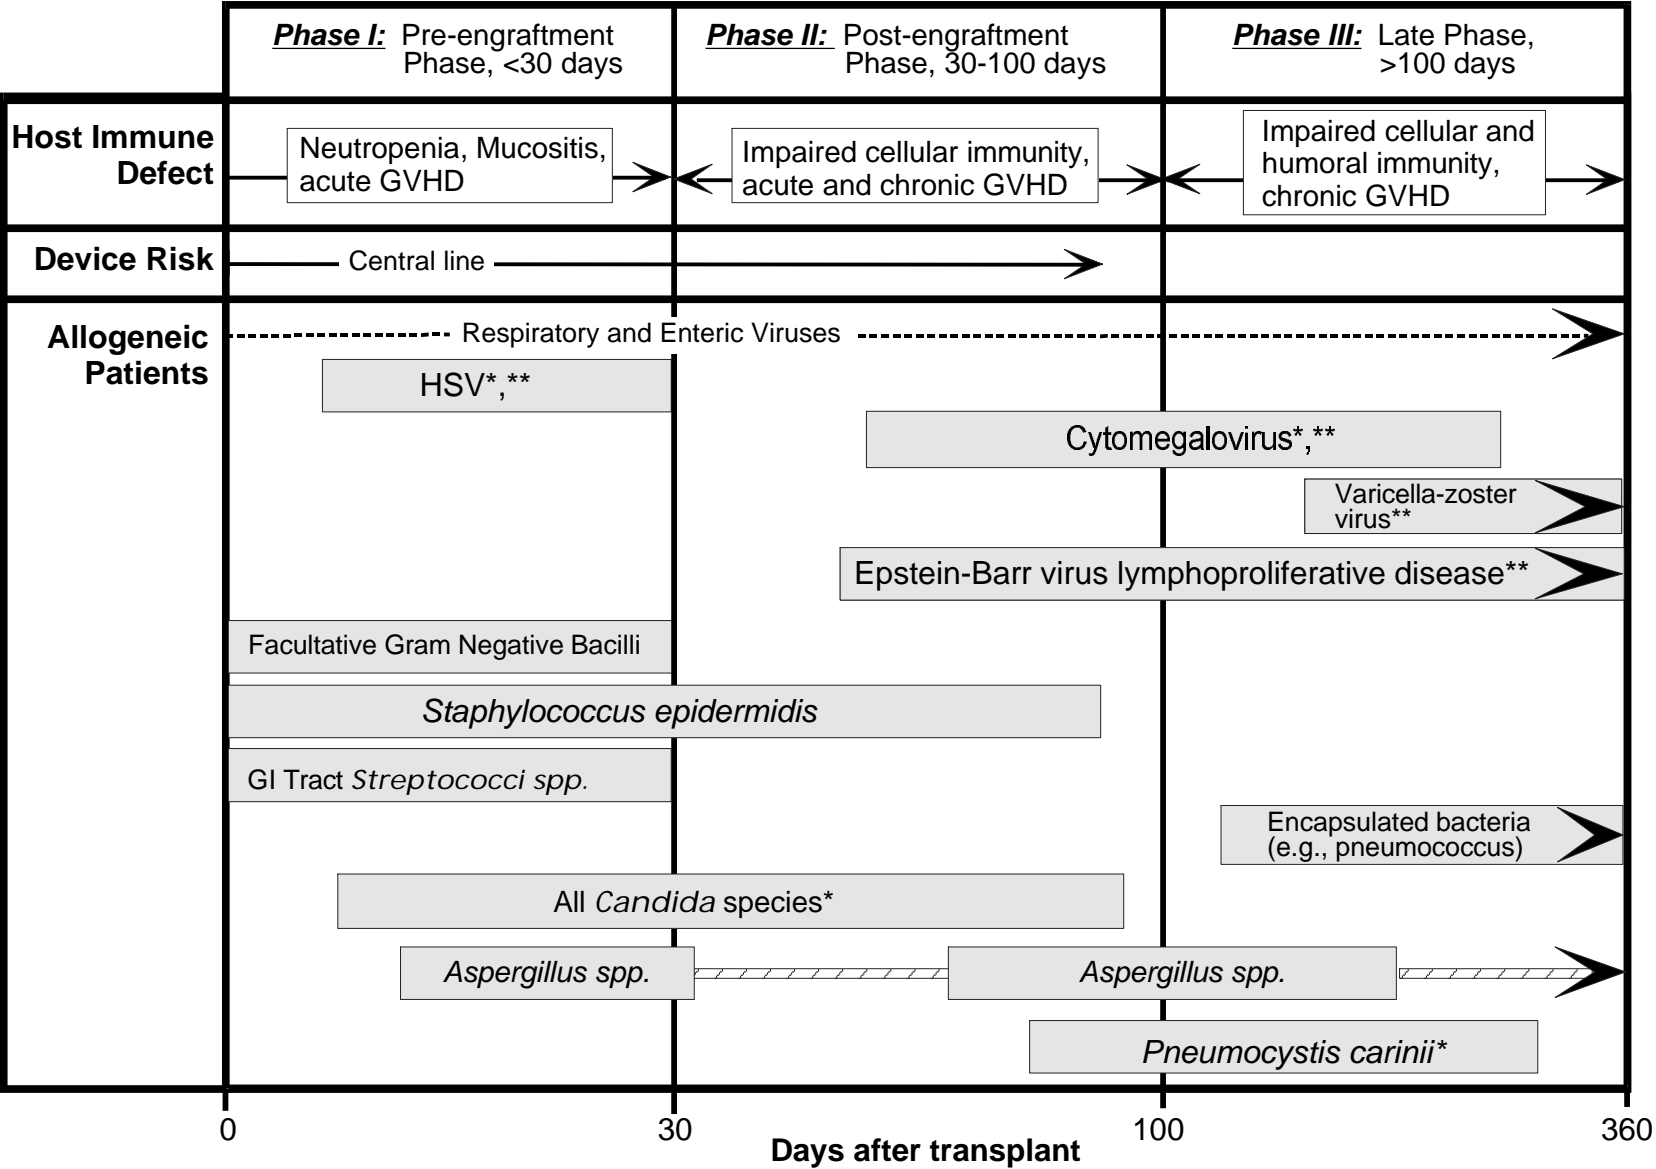 Phase I: Pre-engraftment
Phase, <30 days
Phase II: Post-engraftment
Phase, 30-100 days
Phase III: Late Phase,
>100 days
Host Immune
Defect
Neutropenia, Mucositis,
acute GVHD
Impaired cellular immunity,
acute and chronic GVHD
Impaired cellular and
humoral immunity,
chronic GVHD
Device Risk
Central line
Allogeneic
Patients
Respiratory and Enteric Viruses
HSV*,**
Cytomegalovirus*,**
Varicella-zoster
virus**
Epstein-Barr virus lymphoproliferative disease**
Facultative Gram Negative Bacilli
Staphylococcus epidermidis
GI Tract Streptococci spp.
Encapsulated bacteria
(e.g., pneumococcus)
All Candida species*
Aspergillus spp.
Aspergillus spp.
Pneumocystis carinii*
0
30
100
360
Days after transplant